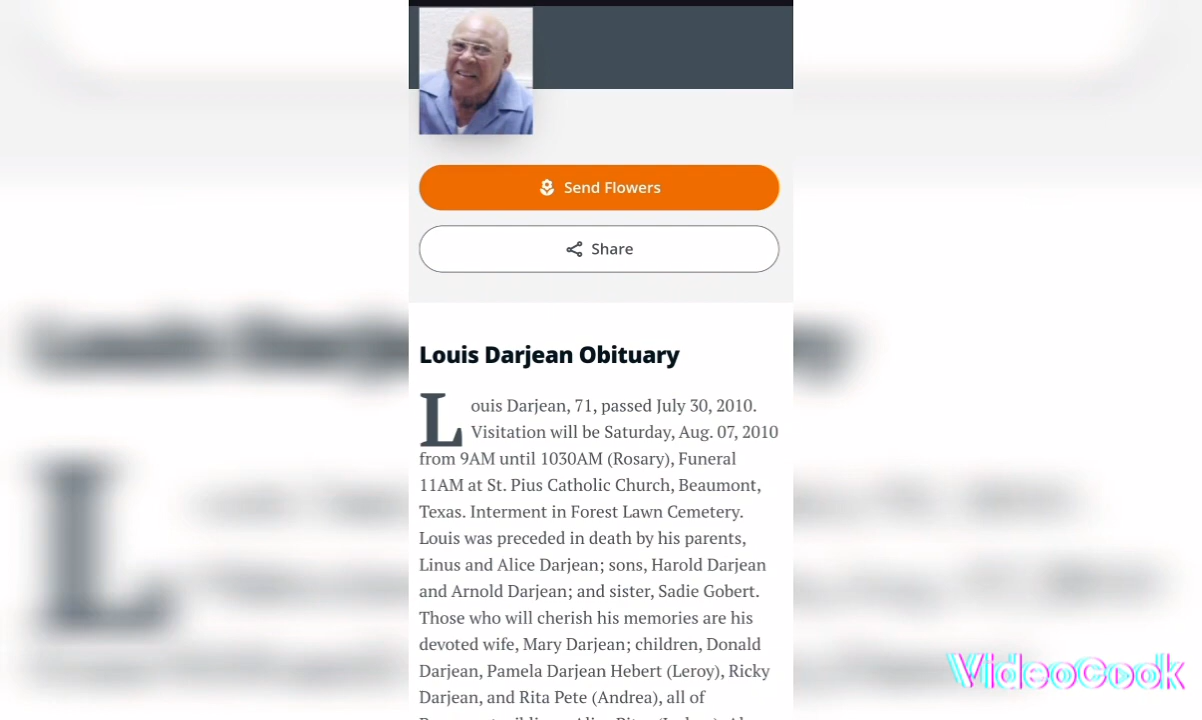 Send Flowers
Share
Louis Darjean Obituary
Louis Darjean, 71, passed July 30, 2010.
Visitation will be Saturday, Aug. 07, 2010
from 9AM until 1030AM (Rosary), Funeral
11AM at St. Pius Catholic Church, Beaumont,
Texas. Interment in Forest Lawn Cemetery.
Louis was preceded in death by his parents,
Linus and Alice Darjean; sons, Harold Darjean
and Arnold Darjean; and sister, Sadie Gobert.
Those who will cherish his memories are his
devoted wife, Mary Darjean; children, Donald
Darjean, Pamela Darjean Hebert (Leroy), Ricky
Darjean, and Rita Pete (Andrea), all of
VideoCook